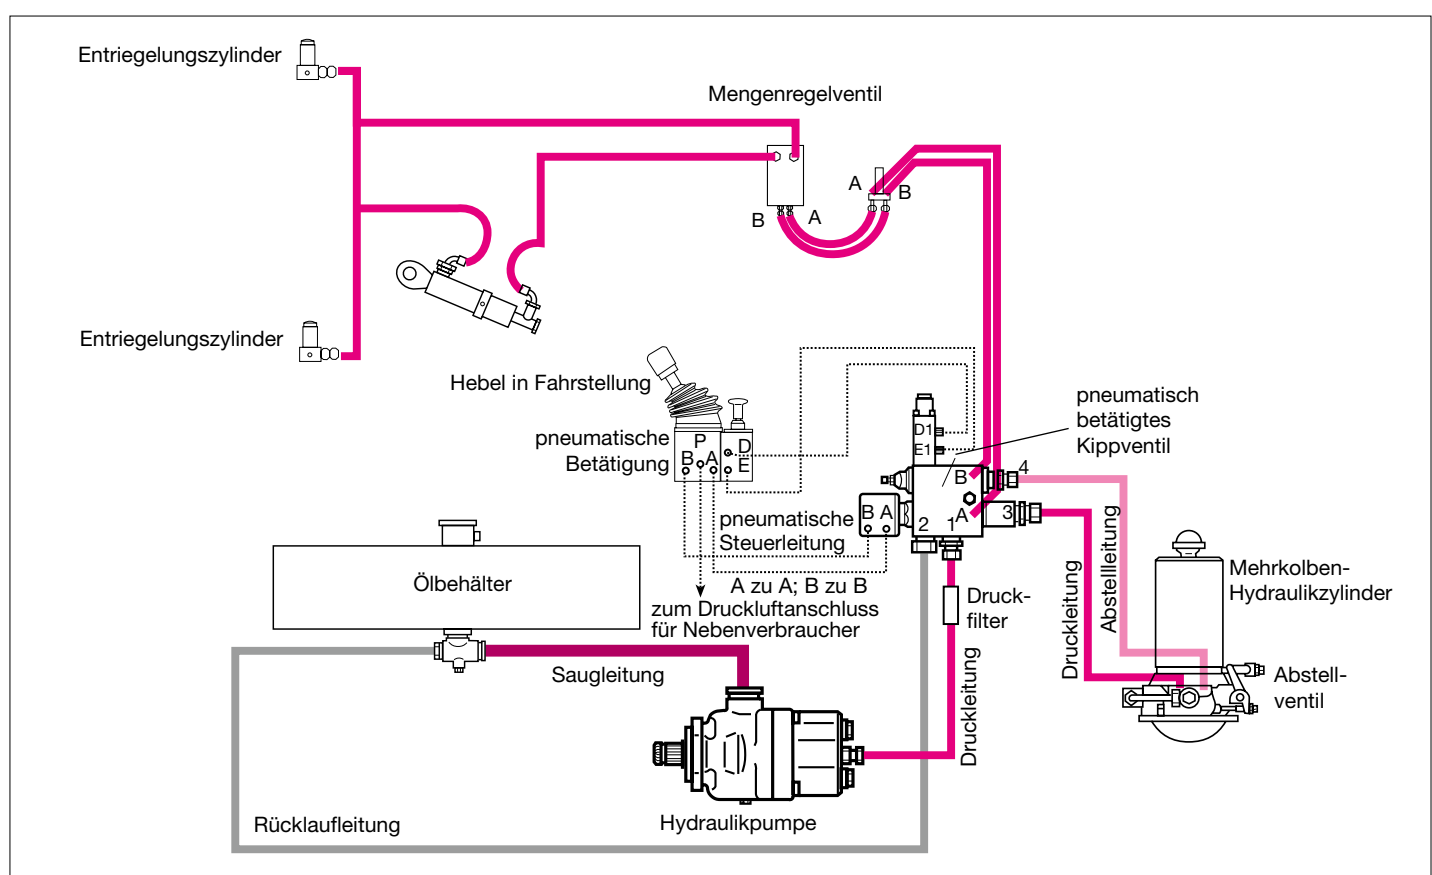 Entriegelungszylinder
Mengenregelventil
A
B
B
A
Entriegelungszylinder
Hebel in Fahrstellung
pneumatische
Betätigung
P
B
A
D
E
D1
E1
pneumatisch
betätigtes
Kippventil
B
4
A
3
2
1
B A
pneumatische
Steuerleitung
A zu A; B zu B
zum Druckluftanschluss
für Nebenverbraucher
Druck-
filter
Druckleitung
Druckleitung
Abstellleitung
Mehrkolben-
Hydraulikzylinder
Abstell-
ventil
Ölbehälter
Saugleitung
Rücklaufleitung
Hydraulikpumpe